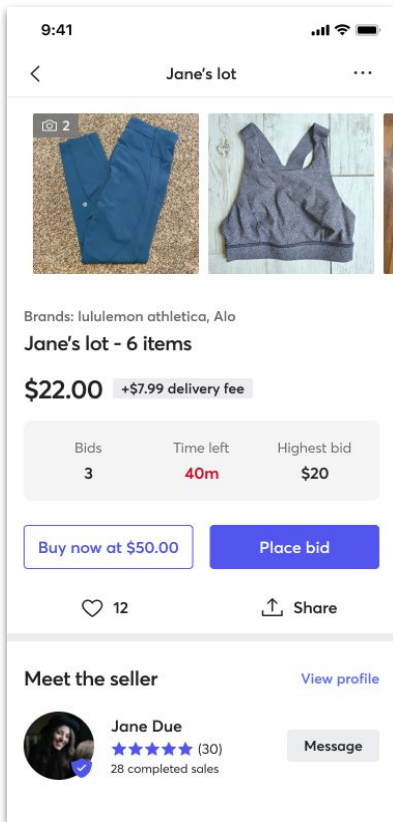 9:41
Jane's lot
2
Brands: lululemon athletica, Alo
Jane's lot - 6 items
$22.00 +$7.99 delivery fee
Bids Time left Highest bid
3 40m $20
Buy now at $50.00 Place bid
12 Share
Meet the seller View profile
Jane Due
(30)
Message
28 completed sales